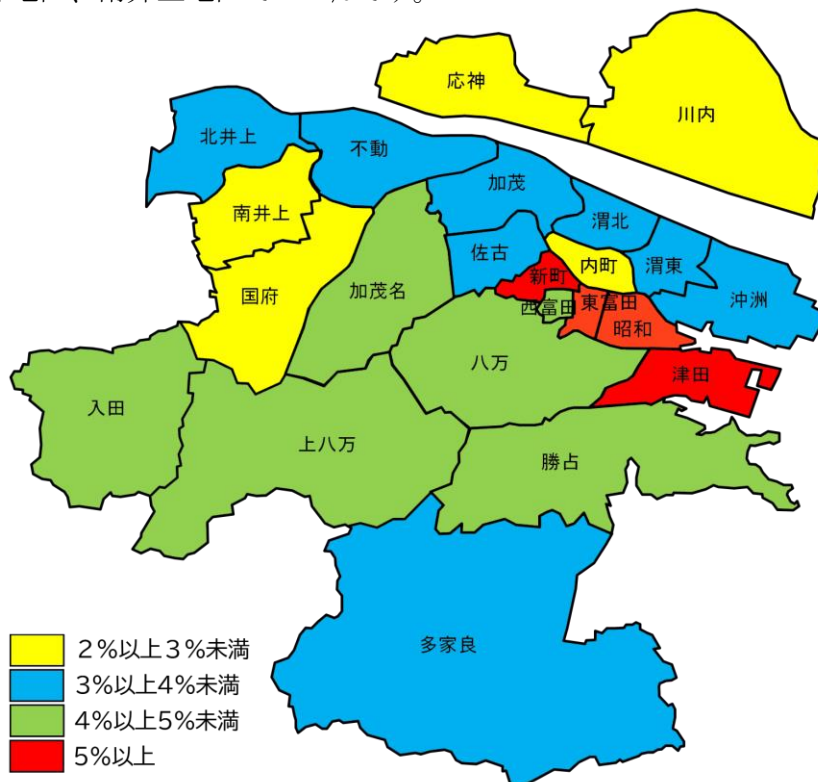 応神
川内
北井上
不動
加茂
南井上
渭北
佐古
内町
渭東
新町
国府
加茂名
沖洲
西富田
東富田
昭和
八万
津田
入田
上八万
勝占
多家良
2%以上3%未満
3%以上4%未満
4%以上5%未満
5%以上